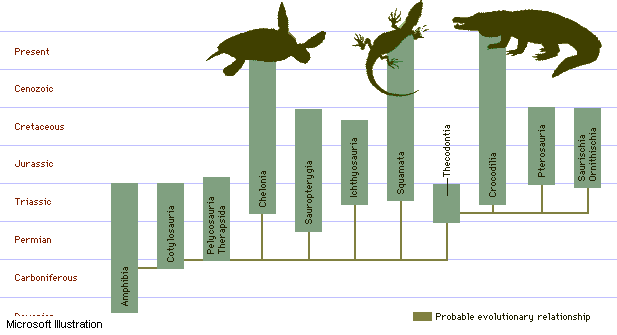 Present
Cenozoic
Cretaceous
Jurassic
Triassic
Permian
Carboniferous
Amphibia
Cotylosauria
Pelycosauria
Therapsida
Chelonia
Sauropterygia
Ichthyosauria
Squamata
Thecodontia
Crocodilia
Pterosauria
Saurischia
Ornithischia
Microsoft Illustration
Probable evolutionary relationship